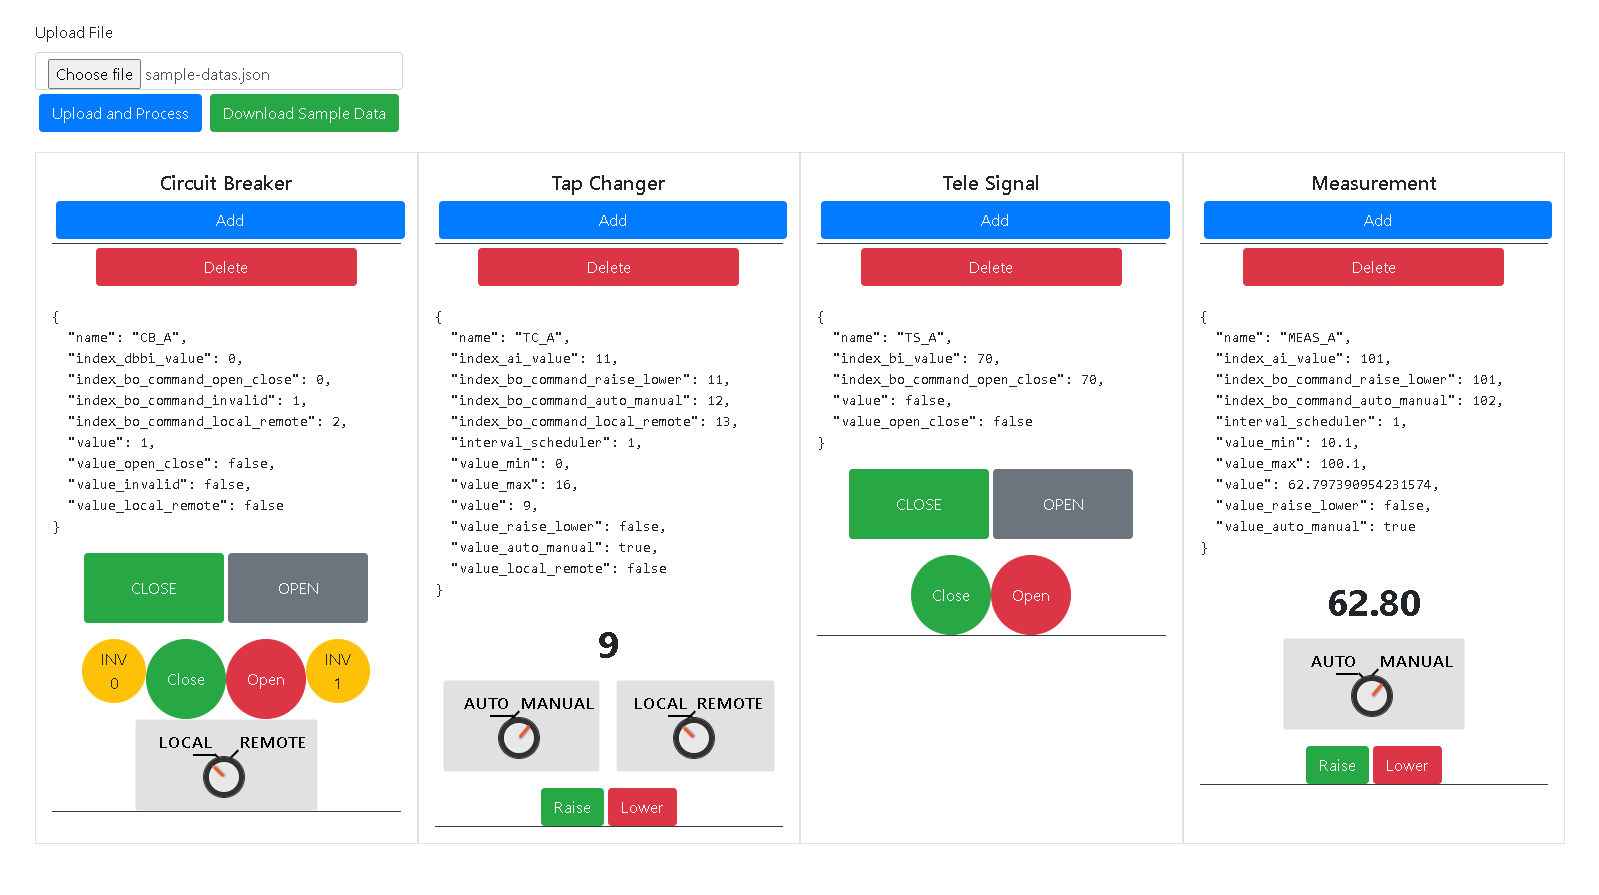 Upload File
Choose file sample-datas.json
Upload and Process Download Sample Data
Circuit Breaker
Add
Delete
{
"name": "CB_A",
"index_dbbi_value": 0,
"index_bo_command_open_close": 0,
"index_bo_command_invalid": 1,
"index_bo_command_local_remote": 2,
"value": 1,
"value_open_close": false,
"value_invalid": false,
"value_local_remote": false
}
CLOSE OPEN
INV 0 Close Open INV 1
LOCAL REMOTE
Tap Changer
Add
Delete
{
"name": "TC_A",
"index_ai_value": 11,
"index_bo_command_raise_lower": 11,
"index_bo_command_auto_manual": 12,
"index_bo_command_local_remote": 13,
"interval_scheduler": 1,
"value_min": 0,
"value_max": 16,
"value": 9,
"value_raise_lower": false,
"value_auto_manual": true,
"value_local_remote": false
}
9
AUTO MANUAL LOCAL REMOTE
Raise Lower
Tele Signal
Add
Delete
{
"name": "TS_A",
"index_bi_value": 70,
"index_bo_command_open_close": 70,
"value": false,
"value_open_close": false
}
CLOSE OPEN
Close Open
Measurement
Add
Delete
{
"name": "MEAS_A",
"index_ai_value": 101,
"index_bo_command_raise_lower": 101,
"index_bo_command_auto_manual": 102,
"interval_scheduler": 1,
"value_min": 10.1,
"value_max": 100.1,
"value": 62.797390954231574,
"value_raise_lower": false,
"value_auto_manual": true
}
62.80
AUTO MANUAL
Raise Lower